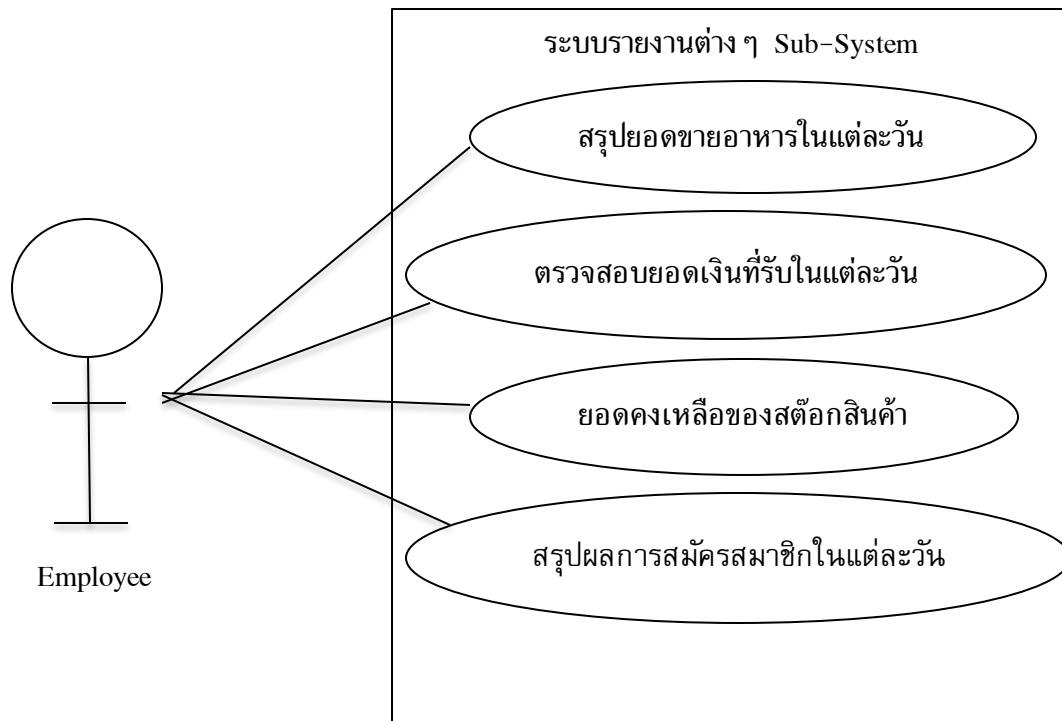 ระบบรายงานต่าง ๆ Sub-System
สรุปยอดขายอาหารในแต่ละวัน
ตรวจสอบยอดเงินที่รับในแต่ละวัน
ยอดคงเหลือของสต๊อกสินค้า
สรุปผลการสมัครสมาชิกในแต่ละวัน
Employee